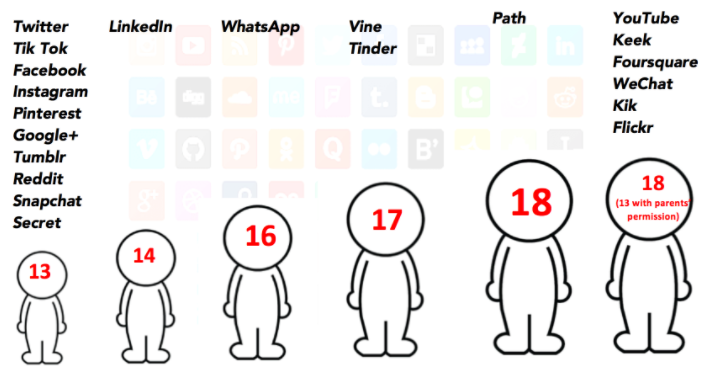 Twitter
Tik Tok
Facebook
Instagram
Pinterest
Google+
Tumblr
Reddit
Snapchat
Secret
13
LinkedIn
14
WhatsApp
16
Vine
Tinder
17
Path
18
YouTube
Keek
Foursquare
WeChat
Kik
Flickr
18
(13 with parents'
permission)